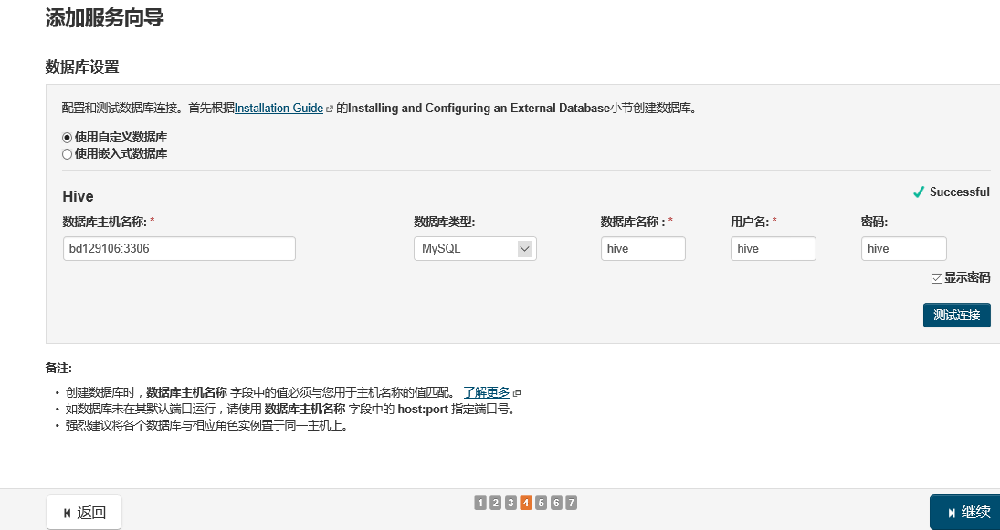 添加服务向导
数据库设置
配置和测试数据库连接。首先根据Installation Guide 的Installing and Configuring an External Database小节创建数据库。
使用自定义数据库
使用嵌入式数据库
Hive
Successful
数据库主机名称: * 数据库类型: 数据库名称 : * 用户名: * 密码:
bd129106:3306 MySQL hive hive hive
显示密码
测试连接
备注:
• 创建数据库时，数据库主机名称 字段中的值必须与您用于主机名称的值匹配。 了解更多
• 如数据库未在其默认端口运行，请使用 数据库主机名称 字段中的 host:port 指定端口号。
• 强烈建议将各个数据库与相应角色实例置于同一主机上。
返回 1 2 3 4 5 6 7 继续